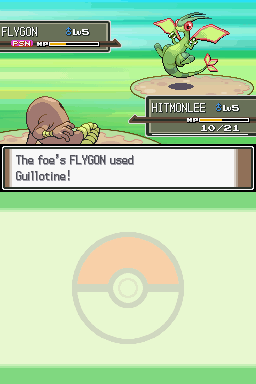 FLYGON ♂Lv5
PSN HP
HITMONLEE ♂Lv5
HP
10/21
The foe's FLYGON used
Guillotine!